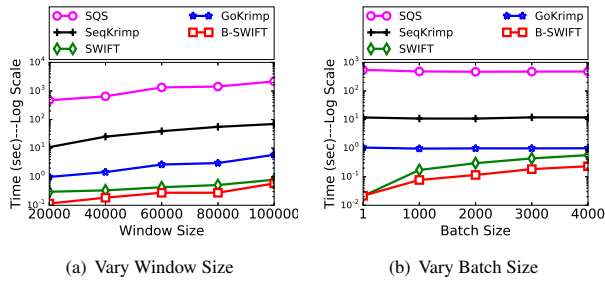 SQS
GoKrimp
SeqKrimp
B-SWIFT
SWIFT
Time (sec)---Log Scale
10^4
10^3
10^2
10^1
10^0
10^-1
20000 40000 60000 80000 100000
Window Size
(a) Vary Window Size
SQS
GoKrimp
SeqKrimp
B-SWIFT
SWIFT
Time (sec)---Log Scale
10^3
10^2
10^1
10^0
10^-1
10^-2
1 1000 2000 3000 4000
Batch Size
(b) Vary Batch Size